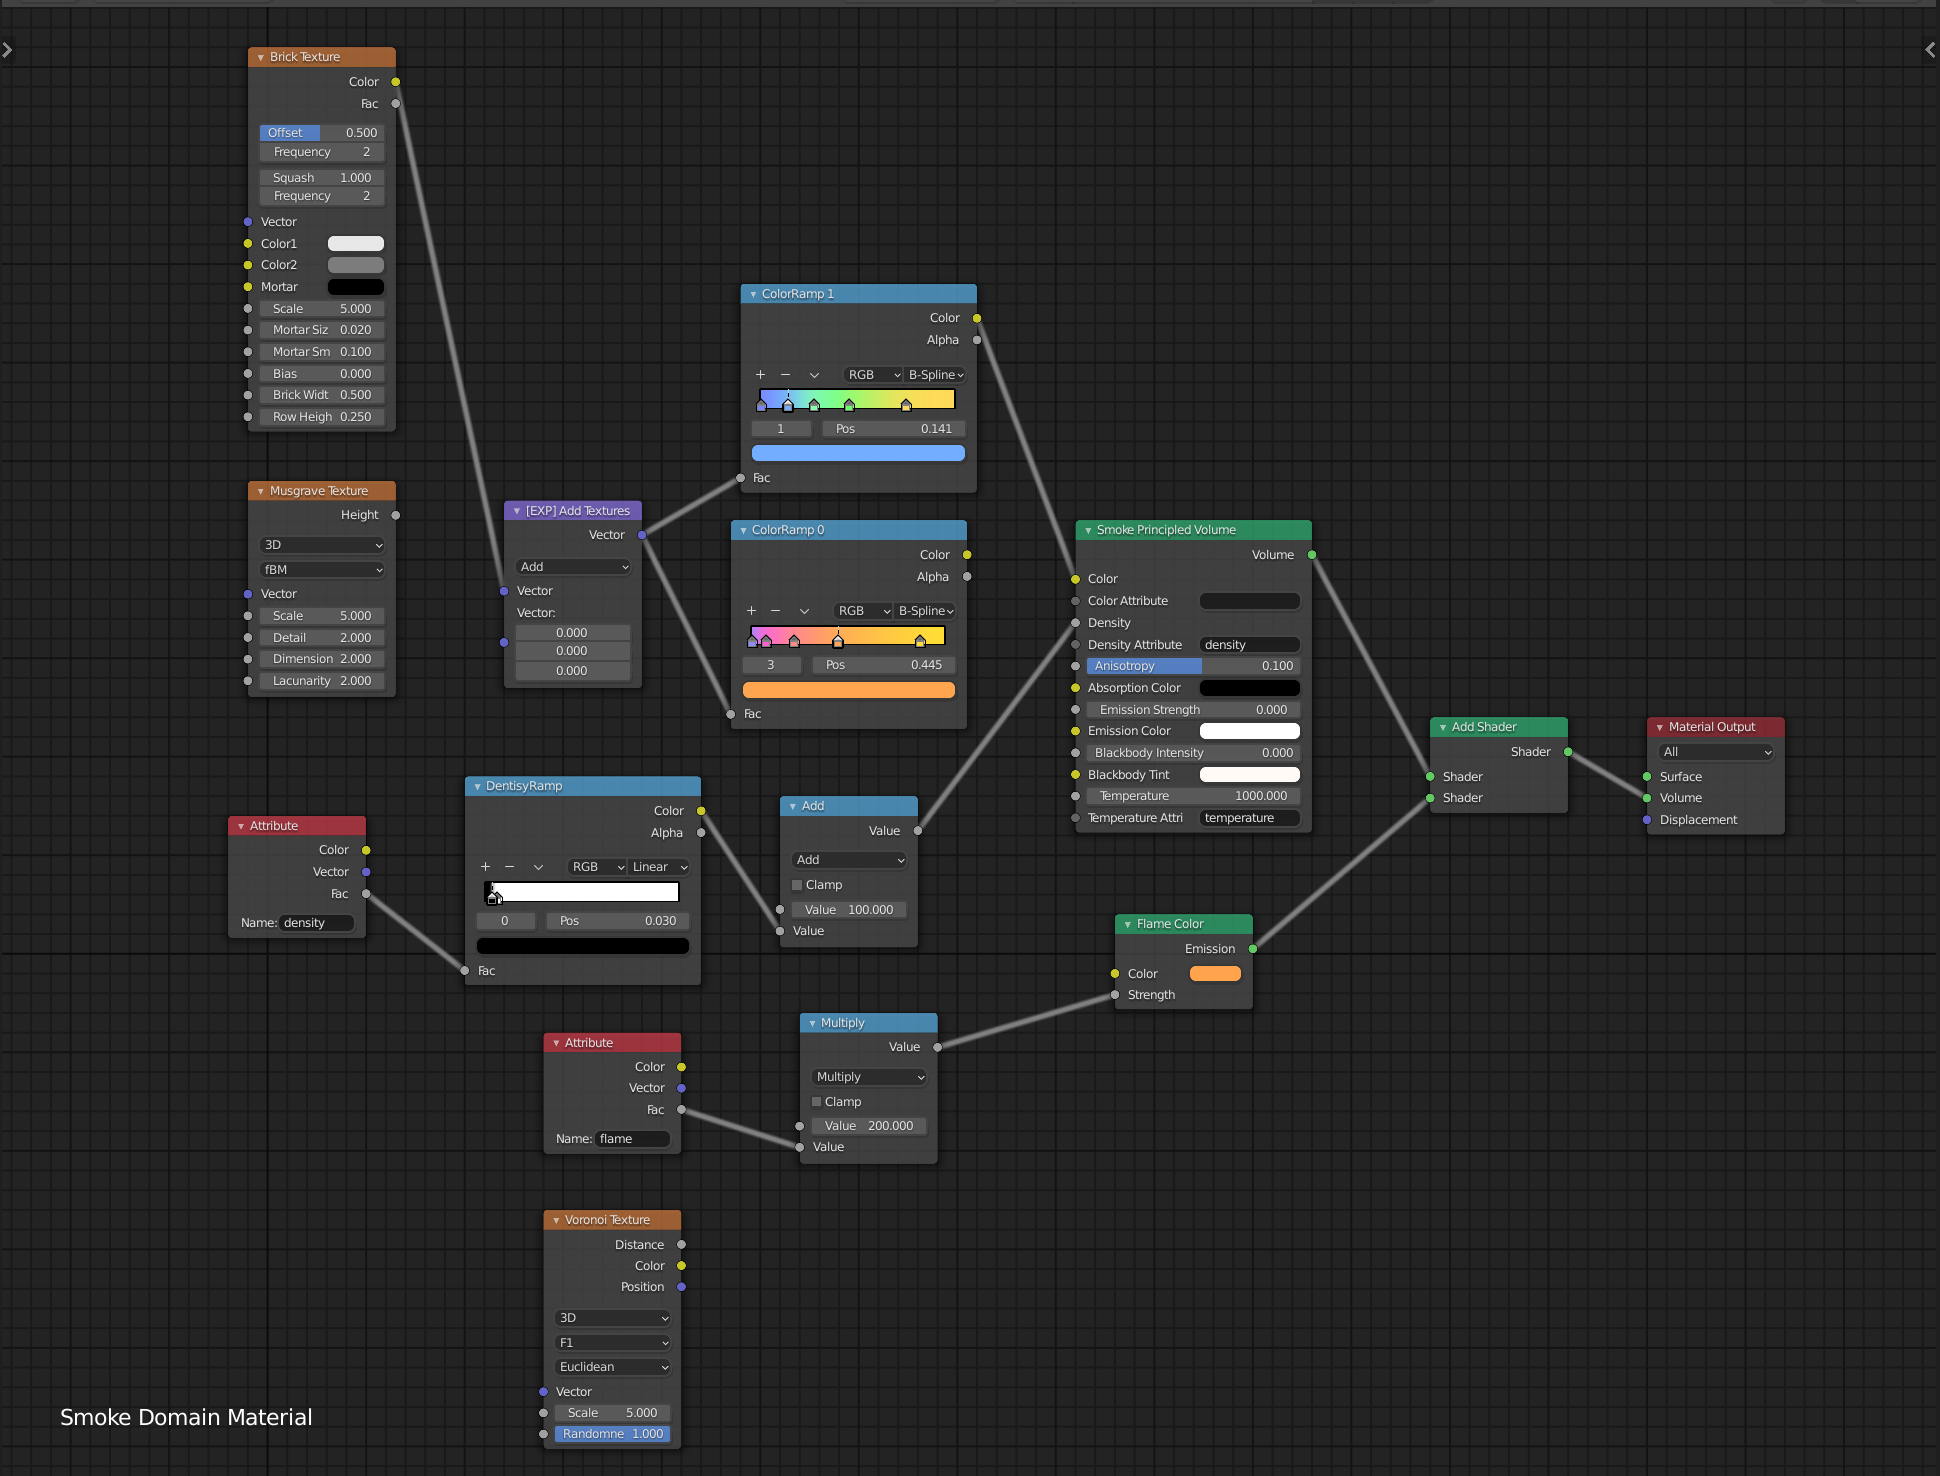 Brick Texture
Color
Fac
Offset 0.500
Frequency 2
Squash 1.000
Frequency 2
Vector
Color1
Color2
Mortar
Scale 5.000
Mortar Siz 0.020
Mortar Sm 0.100
Bias 0.000
Brick Widt 0.500
Row Heigh 0.250
Musgrave Texture
Height
3D
fBM
Vector
Scale 5.000
Detail 2.000
Dimension 2.000
Lacunarity 2.000
[EXP] Add Textures
Vector
Add
Vector
Vector:
0.000
0.000
0.000
ColorRamp 1
Color
Alpha
+ − RGB B-Spline
1 Pos 0.141
Fac
ColorRamp 0
Color
Alpha
+ − RGB B-Spline
3 Pos 0.445
Fac
Smoke Principled Volume
Volume
Color
Color Attribute
Density
Density Attribute density
Anisotropy 0.100
Absorption Color
Emission Strength 0.000
Emission Color
Blackbody Intensity 0.000
Blackbody Tint
Temperature 1000.000
Temperature Attri temperature
Add Shader
Shader
Shader
Shader
Material Output
All
Surface
Volume
Displacement
Attribute
Color
Vector
Fac
Name: density
DentisyRamp
Color
Alpha
+ − RGB Linear
0 Pos 0.030
Fac
Add
Value
Add
Clamp
Value 100.000
Value
Flame Color
Emission
Color
Strength
Attribute
Color
Vector
Fac
Name: flame
Multiply
Value
Multiply
Clamp
Value 200.000
Value
Voronoi Texture
Distance
Color
Position
3D
F1
Euclidean
Vector
Scale 5.000
Randomne 1.000
Smoke Domain Material